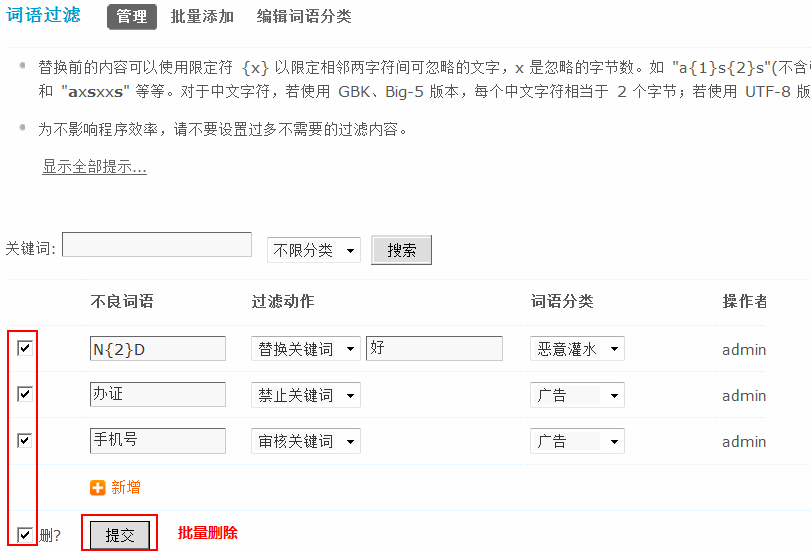 词语过滤 管理 批量添加 编辑词语分类
替换前的内容可以使用限定符 {x} 以限定相邻两字符间可忽略的文字，x 是忽略的字节数。如 "a{1}s{2}s"(不含
和 "axsxxs" 等等。对于中文字符，若使用 GBK、Big-5 版本，每个中文字符相当于 2 个字节；若使用 UTF-8 版
为不影响程序效率，请不要设置过多不需要的过滤内容。
显示全部提示...
关键词: 不限分类 搜索
不良词语 过滤动作 词语分类 操作者
N{2}D 替换关键词 好 恶意灌水 admin
办证 禁止关键词 广告 admin
手机号 审核关键词 广告 admin
新增
删? 提交 批量删除